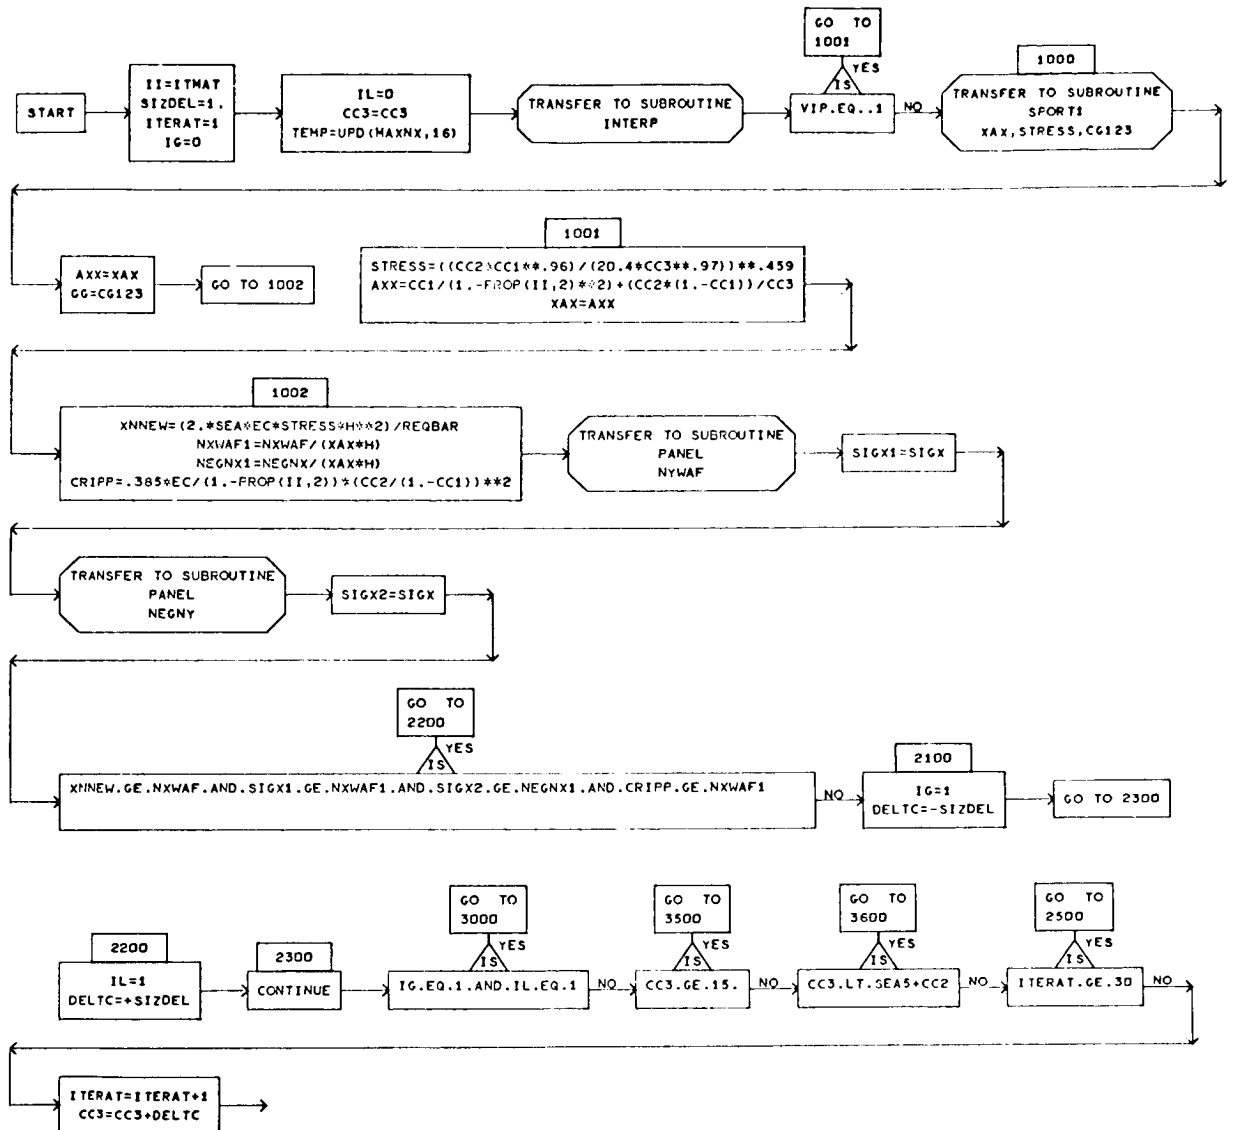 START
II=ITMAT
SIZDEL=1.
ITERAT=1
IG=0
IL=0
CC3=CC3
TEMP=UPD(MAXNX,16)
TRANSFER TO SUBROUTINE
INTERP
GO TO
1001
YES
IS
VIP.EQ..1
NO
1000
TRANSFER TO SUBROUTINE
SPORT1
XAX,STRESS,CG123
AXX=XAX
GG=CG123
GO TO 1002
1001
STRESS=((CC2*CC1**.96)/(20.4*CC3**.97))**.459
AXX=CC1/(1.-PROP(II,2)**2)+(CC2*(1.-CC1))/CC3
XAX=AXX
1002
XNNEW=(2.*SEA*EC*STRESS*H**2)/REQBAR
NXWAF1=NXWAF/(XAX*H)
NEGNX1=NEGNX/(XAX*H)
CRIPP=.385*EC/(1.-PROP(II,2))*(CC2/(1.-CC1))**2
TRANSFER TO SUBROUTINE
PANEL
NYWAF
SIGX1=SIGX
TRANSFER TO SUBROUTINE
PANEL
NEGNY
SIGX2=SIGX
GO TO
2200
YES
IS
XNNEW.GE.NXWAF.AND.SIGX1.GE.NXWAF1.AND.SIGX2.GE.NEGNX1.AND.CRIPP.GE.NXWAF1
NO
2100
IG=1
DELTC=-SIZDEL
GO TO 2300
2200
IL=1
DELTC=+SIZDEL
2300
CONTINUE
GO TO
3000
YES
IS
IG.EQ.1.AND.IL.EQ.1
NO
GO TO
3500
YES
IS
CC3.GE.15.
NO
GO TO
3600
YES
IS
CC3.LT.SEA5+CC2
NO
GO TO
2500
YES
IS
ITERAT.GE.30
NO
ITERAT=ITERAT+1
CC3=CC3+DELTC